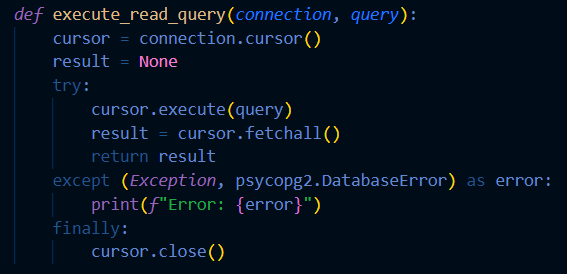 def execute_read_query(connection, query):
    cursor = connection.cursor()
    result = None
    try:
        cursor.execute(query)
        result = cursor.fetchall()
        return result
    except (Exception, psycopg2.DatabaseError) as error:
        print(f"Error: {error}")
    finally:
        cursor.close()